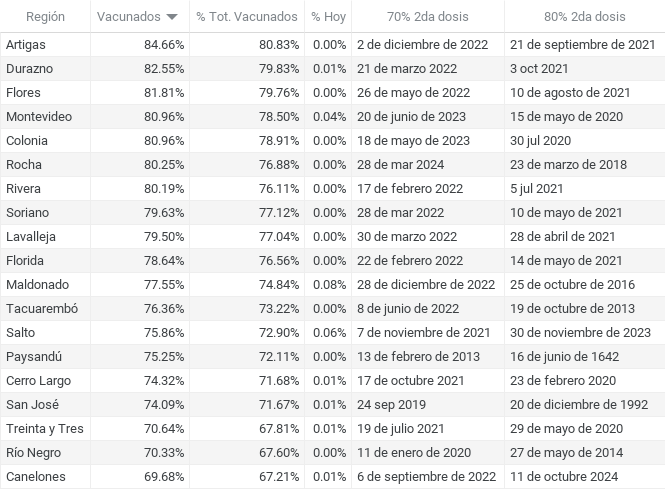 Región Vacunados % Tot. Vacunados % Hoy 70% 2da dosis 80% 2da dosis
Artigas 84.66% 80.83% 0.00% 2 de diciembre de 2022 21 de septiembre de 2021
Durazno 82.55% 79.83% 0.01% 21 de marzo 2022 3 oct 2021
Flores 81.81% 79.76% 0.00% 26 de mayo de 2022 10 de agosto de 2021
Montevideo 80.96% 78.50% 0.04% 20 de junio de 2023 15 de mayo de 2020
Colonia 80.96% 78.91% 0.00% 18 de mayo de 2023 30 jul 2020
Rocha 80.25% 76.88% 0.00% 28 de mar 2024 23 de marzo de 2018
Rivera 80.19% 76.11% 0.00% 17 de febrero 2022 5 jul 2021
Soriano 79.63% 77.12% 0.00% 28 de mar 2022 10 de mayo de 2021
Lavalleja 79.50% 77.04% 0.00% 30 de marzo 2022 28 de abril de 2021
Florida 78.64% 76.56% 0.00% 22 de febrero 2022 14 de mayo de 2021
Maldonado 77.55% 74.84% 0.08% 28 de diciembre de 2022 25 de octubre de 2016
Tacuarembó 76.36% 73.22% 0.00% 8 de junio de 2022 19 de octubre de 2013
Salto 75.86% 72.90% 0.06% 7 de noviembre de 2021 30 de noviembre de 2023
Paysandú 75.25% 72.11% 0.00% 13 de febrero de 2013 16 de junio de 1642
Cerro Largo 74.32% 71.68% 0.01% 17 de octubre 2021 23 de febrero 2020
San José 74.09% 71.67% 0.01% 24 sep 2019 20 de diciembre de 1992
Treinta y Tres 70.64% 67.81% 0.01% 19 de julio 2021 29 de mayo de 2020
Río Negro 70.33% 67.60% 0.00% 11 de enero de 2020 27 de mayo de 2014
Canelones 69.68% 67.21% 0.01% 6 de septiembre de 2022 11 de octubre 2024